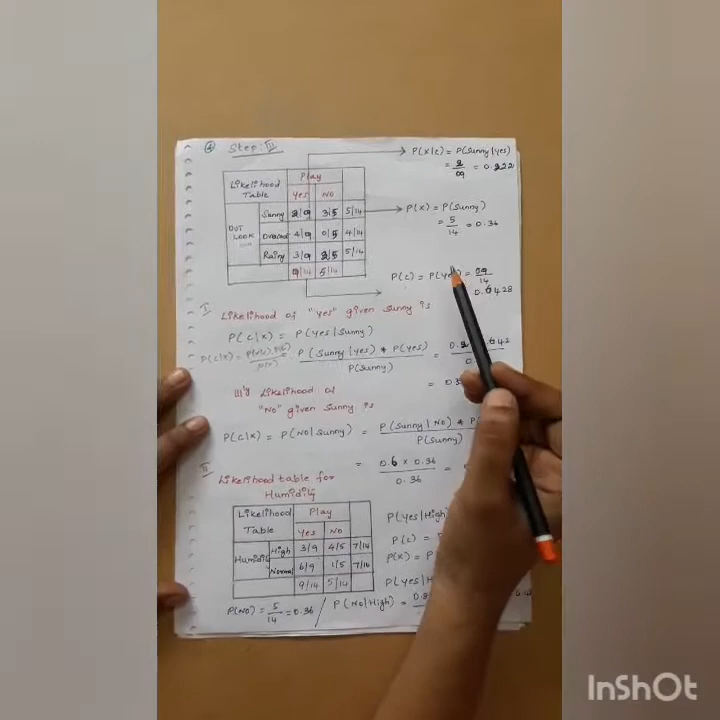 ④ Step: III
Likelihood Table Play
Yes No
OUTLOOK Sunny 2/9 3/5 5/14
Overcast 4/9 0/5 4/14
Rainy 3/9 2/5 5/14
9/14 5/14
P(x|c) = P(Sunny|yes)
= 2/09 = 0.222
P(x) = P(Sunny)
= 5/14 = 0.36
P(c) = P(Yes) = 09/14
0.6428
I Likelihood of "Yes" given Sunny is
P(c|x) = P(Yes|Sunny)
P(c|x) = P(x|c).P(c)/P(x) = P(Sunny|yes) * P(Yes) / P(Sunny) =
= 0.3
III'ly Likelihood of
"No" given Sunny is
P(c|x) = P(No|Sunny) = P(Sunny|No) * P / P(Sunny)
= 0.6 x 0.36 / 0.36 =
II Likelihood table for
Humidity
Likelihood Table Play
Yes No
High 3/9 4/5 7/14
Normal 6/9 1/5 7/14
9/14 5/14
P(Yes|High
P(c) =
P(x) = P
P(Yes|H
P(No) = 5/14 = 0.36 / P(No|High) =
InShOt